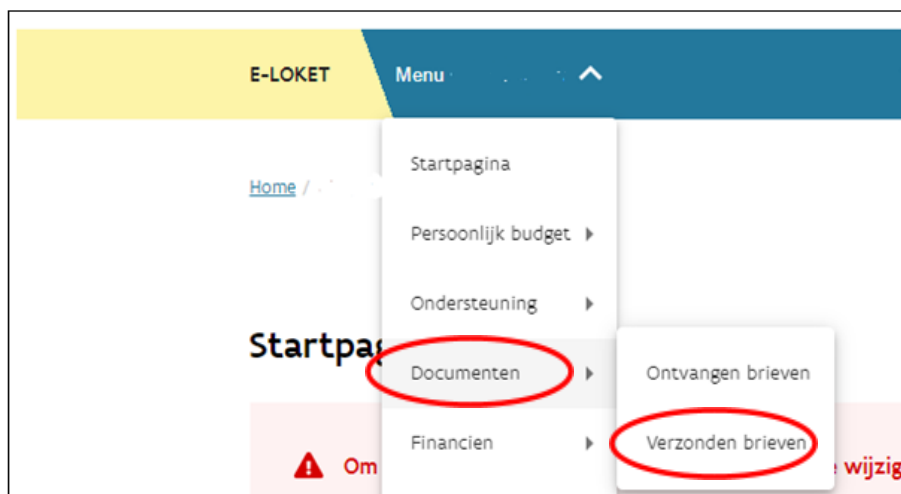 E-LOKET
Menu
Startpagina
Home /
Persoonlijk budget
Ondersteuning
Startpag
Documenten
Ontvangen brieven
Financien
Verzonden brieven
Om
wijzig